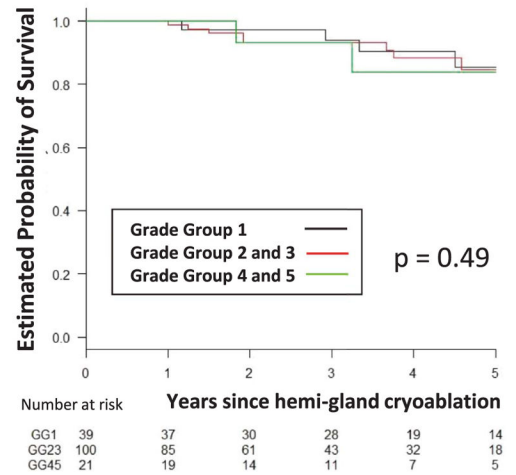 Estimated Probability of Survival
1.0
0.8
0.6
0.4
0.2
0.0
Grade Group 1
Grade Group 2 and 3
Grade Group 4 and 5
p = 0.49
0 1 2 3 4 5
Number at risk Years since hemi-gland cryoablation
GG1 39 37 30 28 19 14
GG23 100 85 61 43 32 18
GG45 21 19 14 11 7 5